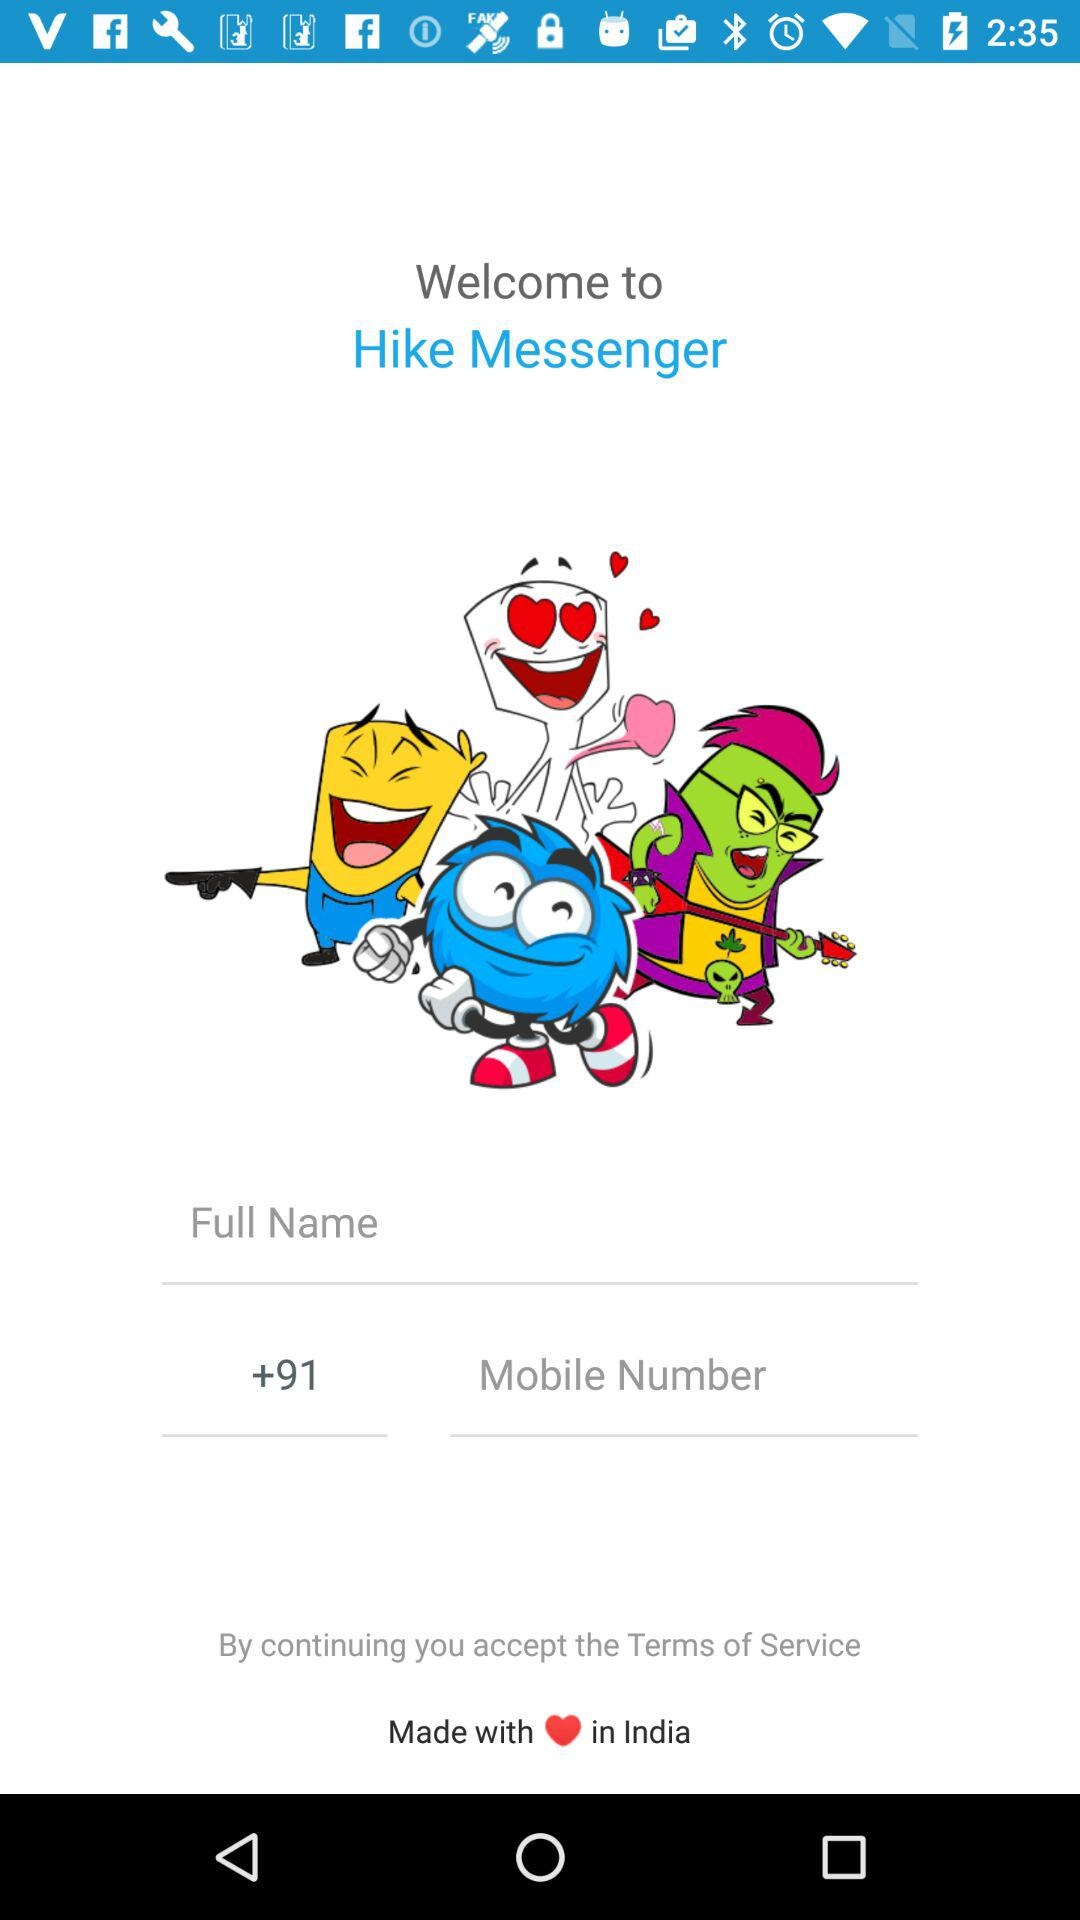 FAKE
2:35
Welcome to
Hike Messenger
Full Name
+91 Mobile Number
By continuing you accept the Terms of Service
Made with ❤ in India